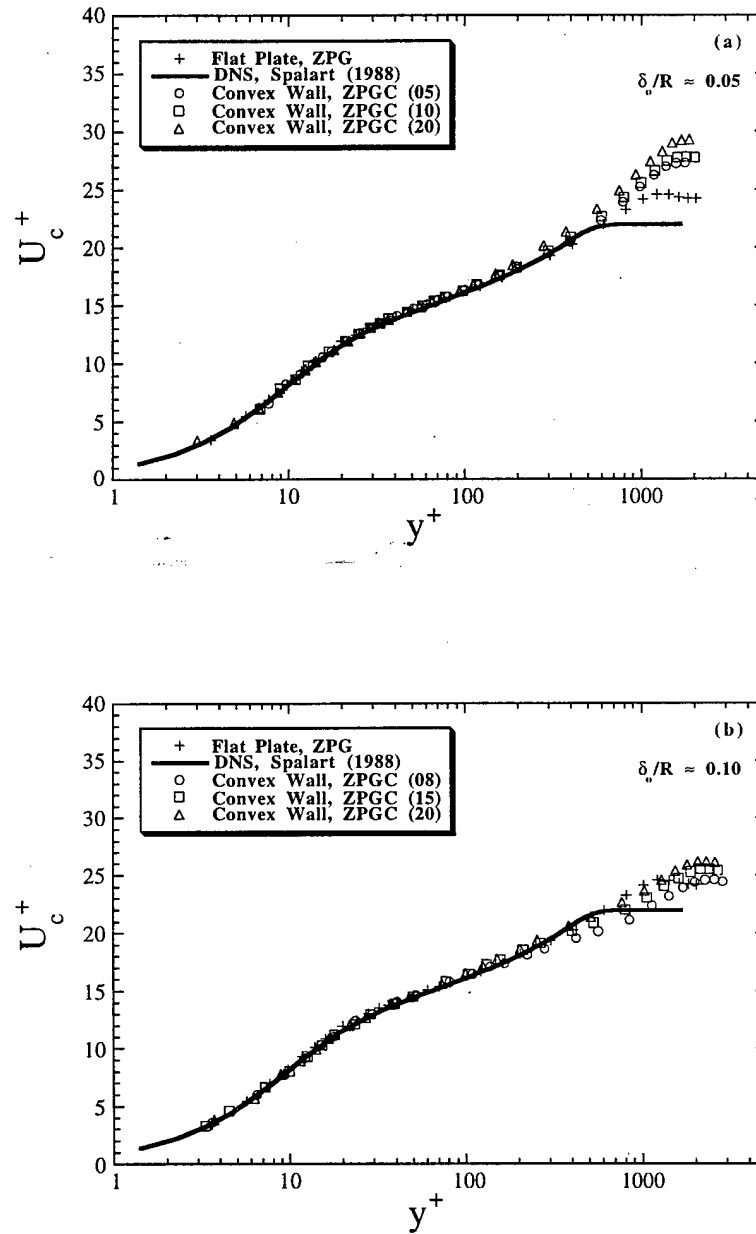 40
35
30
25
20
15
10
5
0
U_c^+
+ Flat Plate, ZPG
DNS, Spalart (1988)
○ Convex Wall, ZPGC (05)
□ Convex Wall, ZPGC (10)
△ Convex Wall, ZPGC (20)
(a)
δ_o/R ≈ 0.05
1 10 100 1000
y^+
40
35
30
25
20
15
10
5
0
U_c^+
+ Flat Plate, ZPG
DNS, Spalart (1988)
○ Convex Wall, ZPGC (08)
□ Convex Wall, ZPGC (15)
△ Convex Wall, ZPGC (20)
(b)
δ_o/R ≈ 0.10
1 10 100 1000
y^+